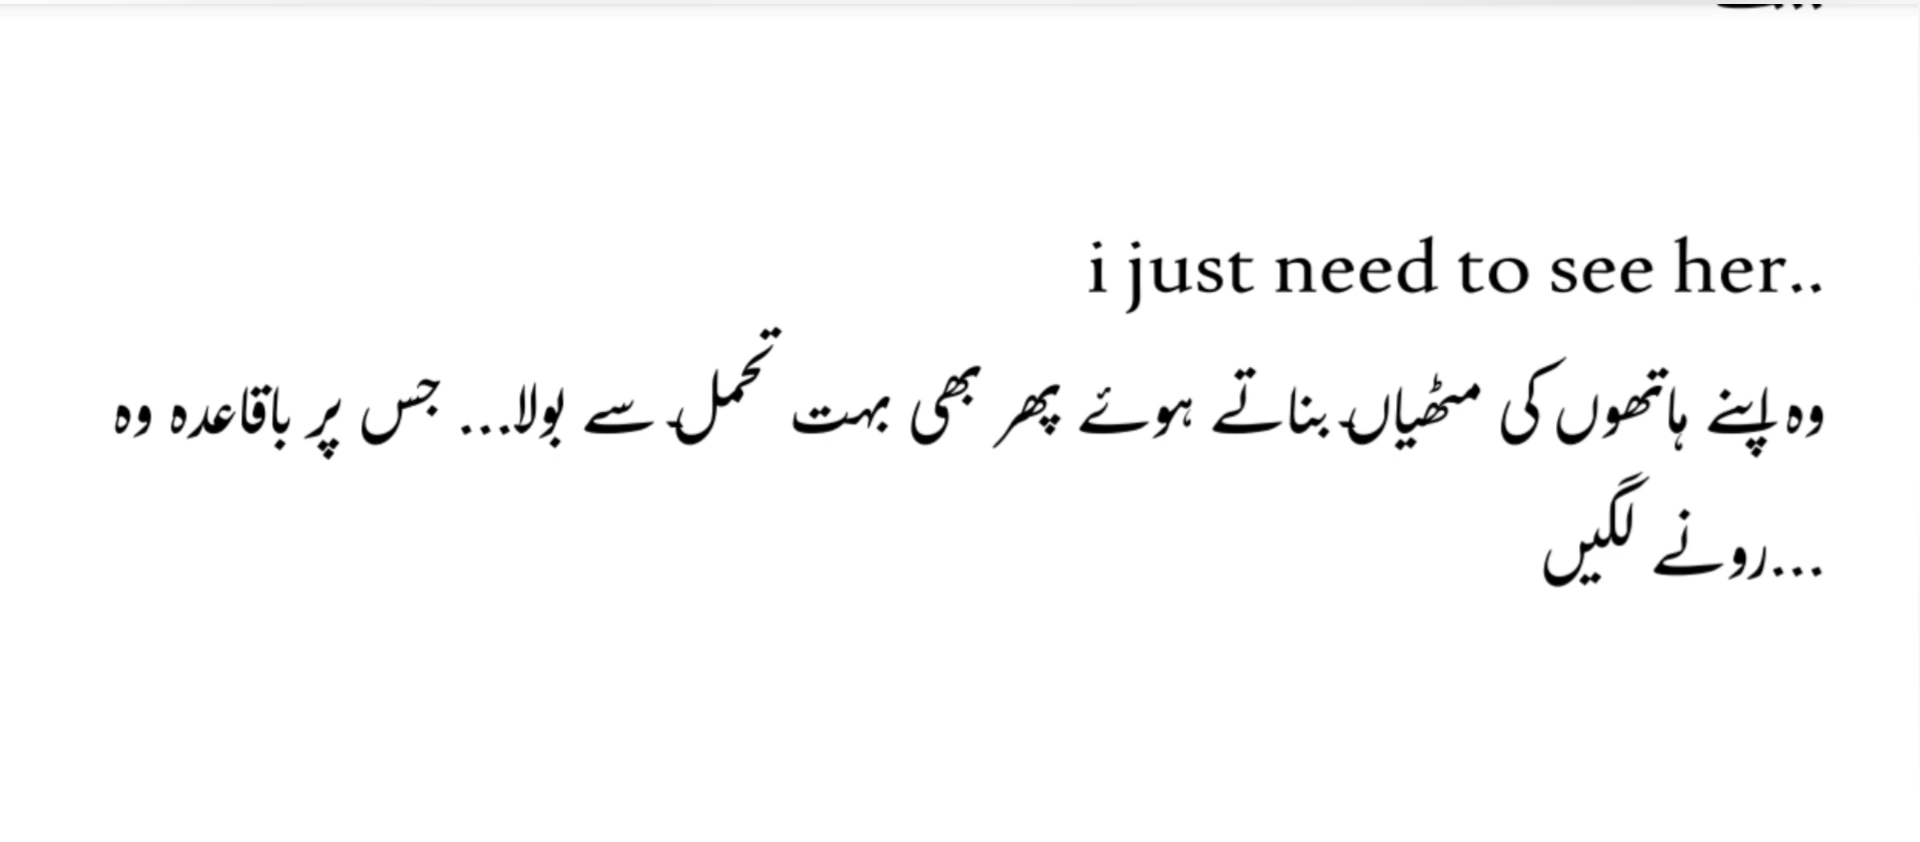 i just need to see her..
وہ اپنے ہاتھوں کی مٹھیاں بناتے ہوئے پھر بھی بہت تحمل سے بولا... جس پر باقاعدہ وہ
...رونے لگیں